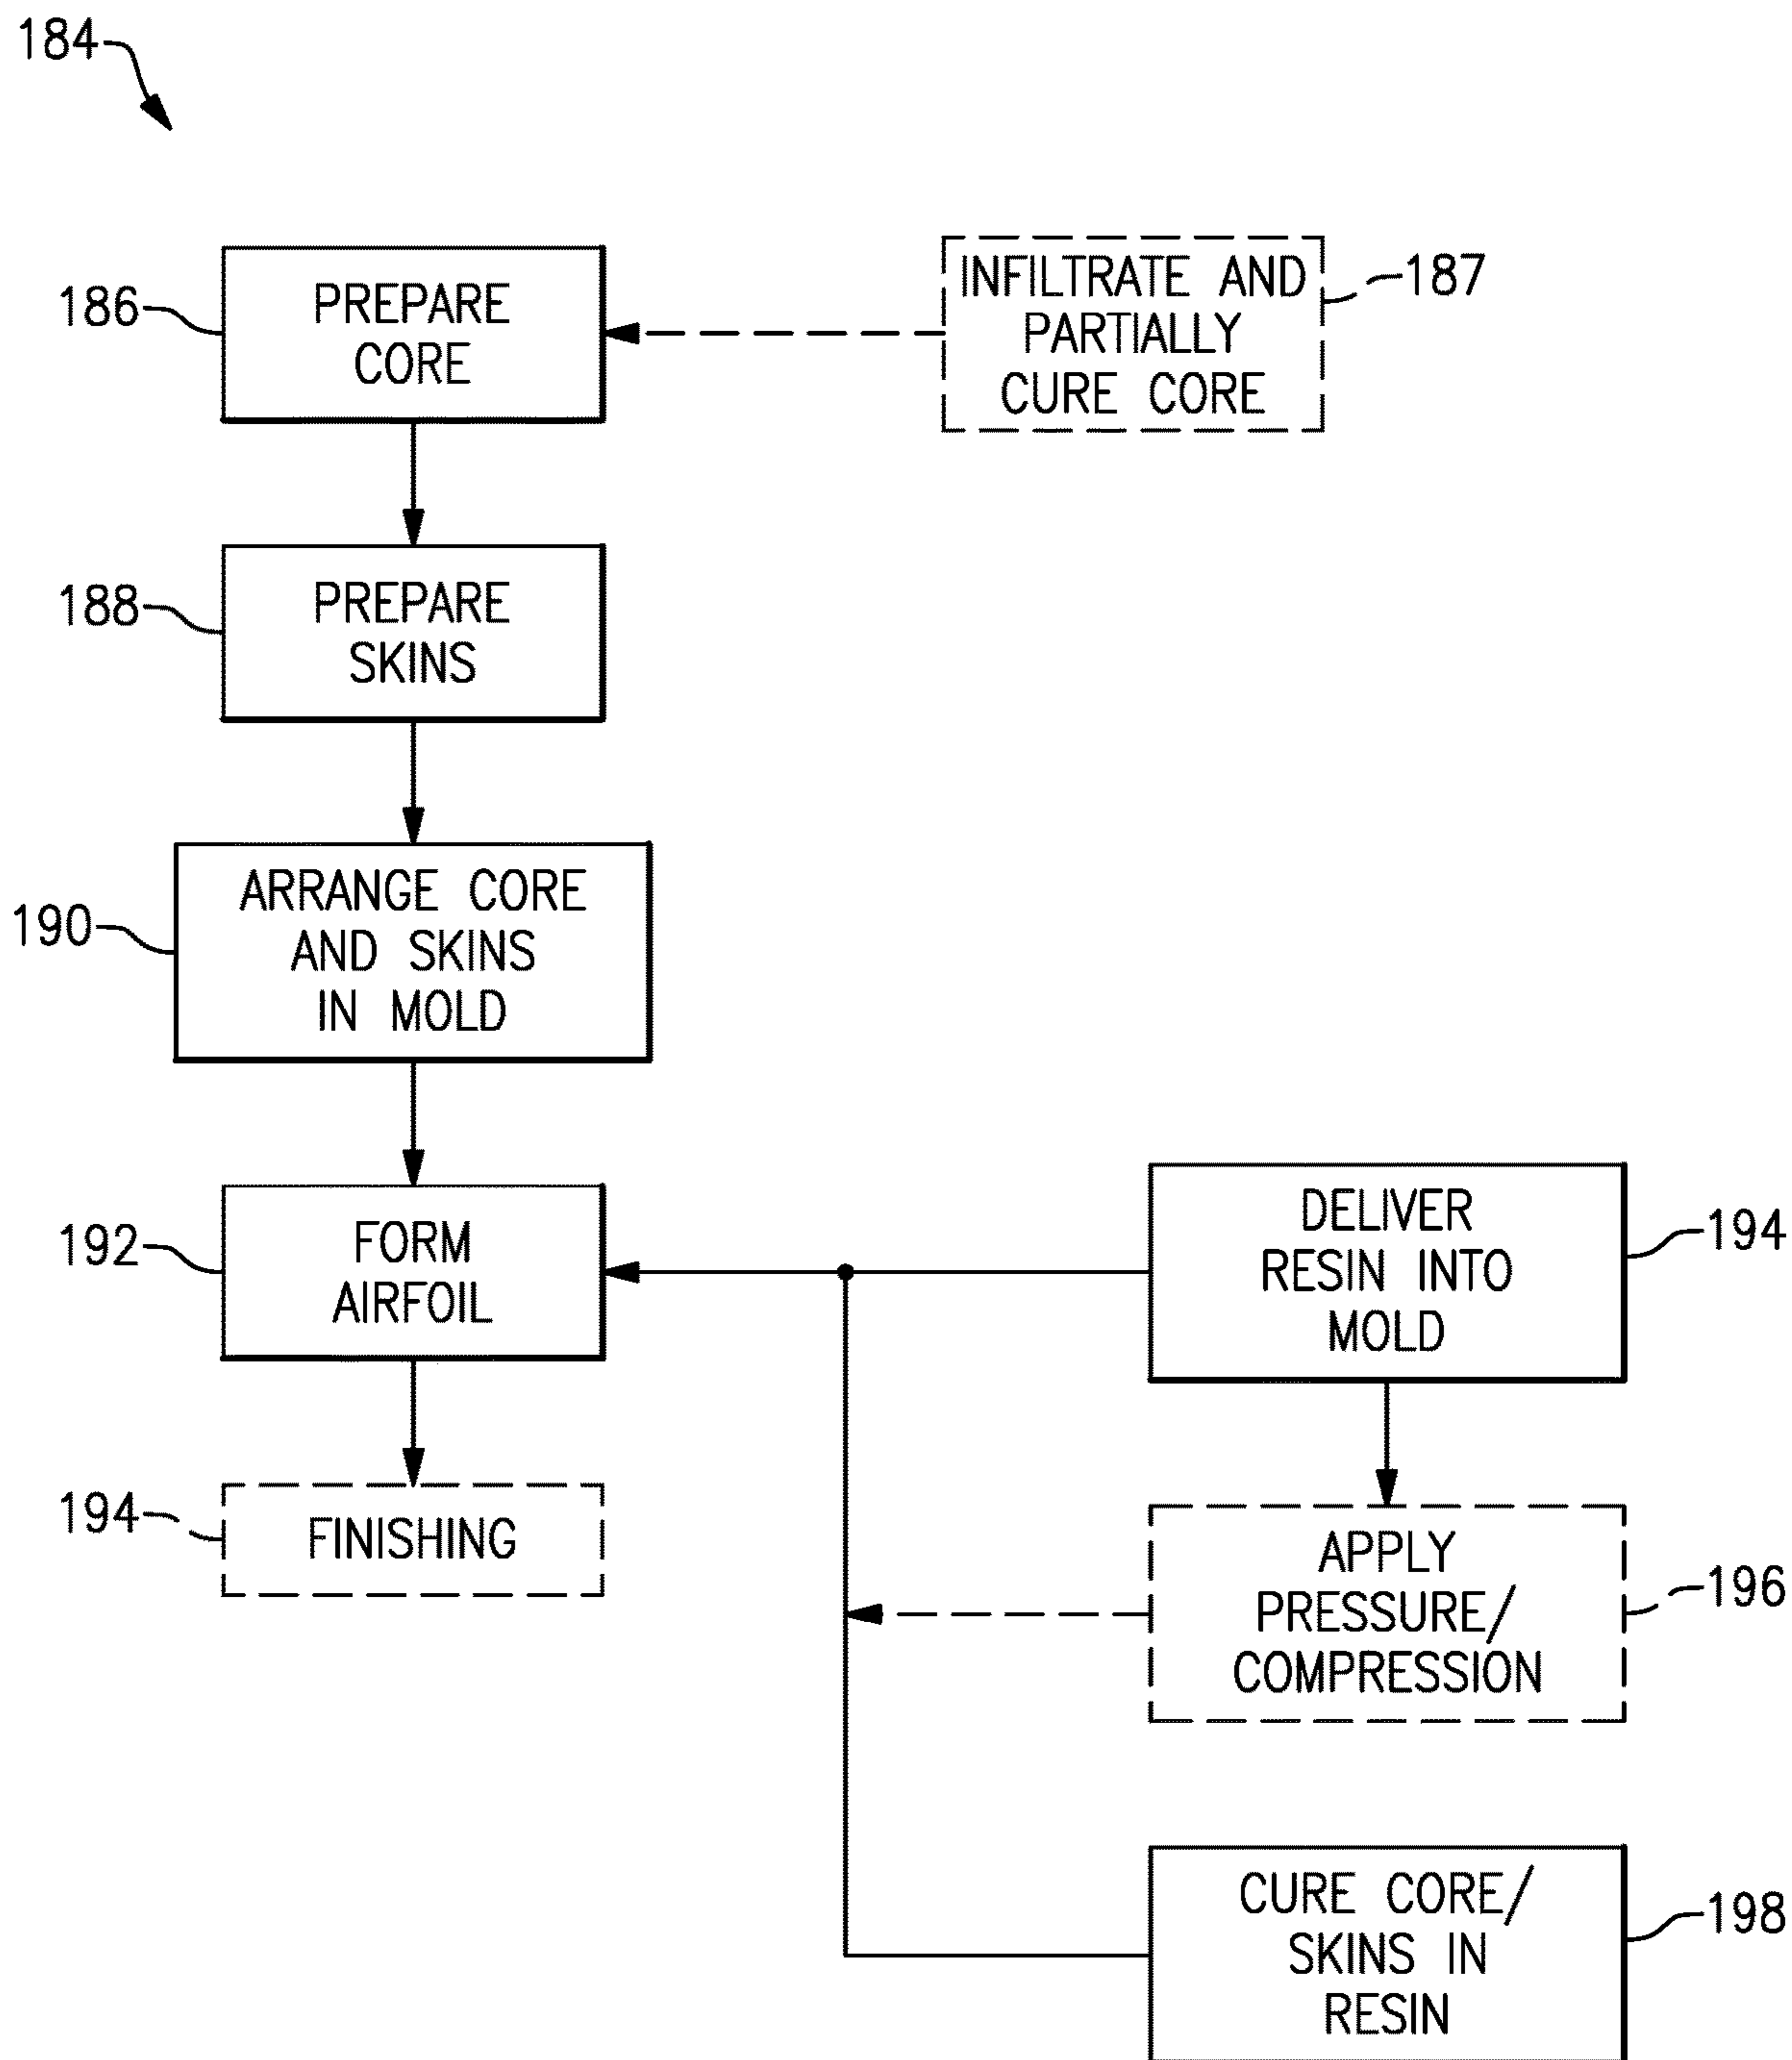 184
186
PREPARE
CORE
INFILTRATE AND
PARTIALLY
CURE CORE
187
188
PREPARE
SKINS
190
ARRANGE CORE
AND SKINS
IN MOLD
192
FORM
AIRFOIL
DELIVER
RESIN INTO
MOLD
194
194
FINISHING
APPLY
PRESSURE/
COMPRESSION
196
CURE CORE/
SKINS IN
RESIN
198